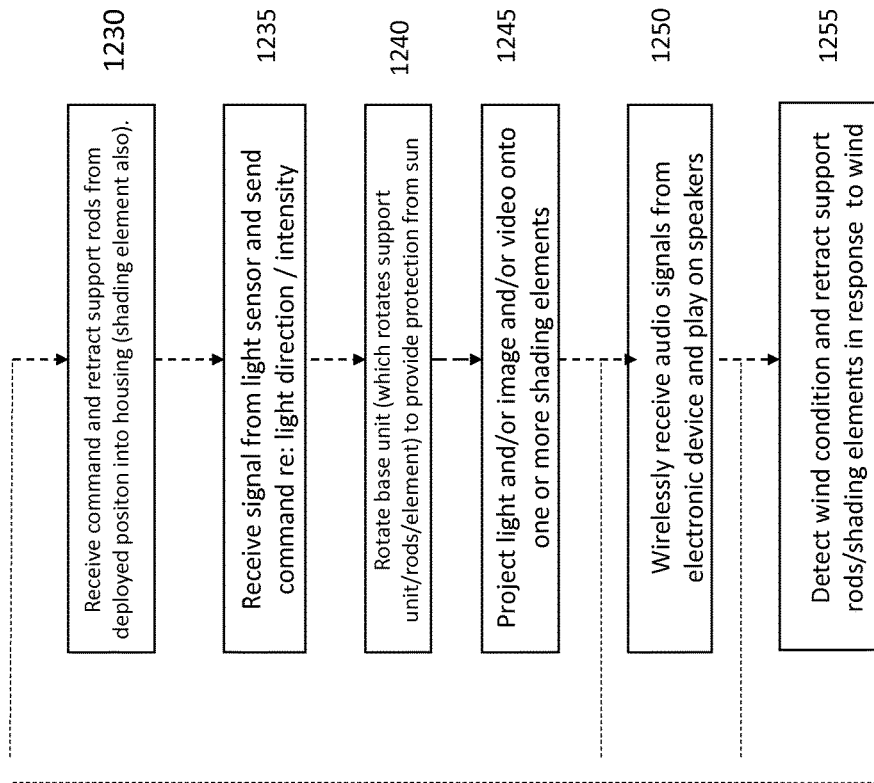 Receive command and retract support rods from
deployed positon into housing (shading element also).
1230
Receive signal from light sensor and send
command re: light direction / intensity
1235
Rotate base unit (which rotates support
unit/rods/element) to provide protection from sun
1240
Project light and/or image and/or video onto
one or more shading elements
1245
Wirelessly receive audio signals from
electronic device and play on speakers
1250
Detect wind condition and retract support
rods/shading elements in response to wind
1255